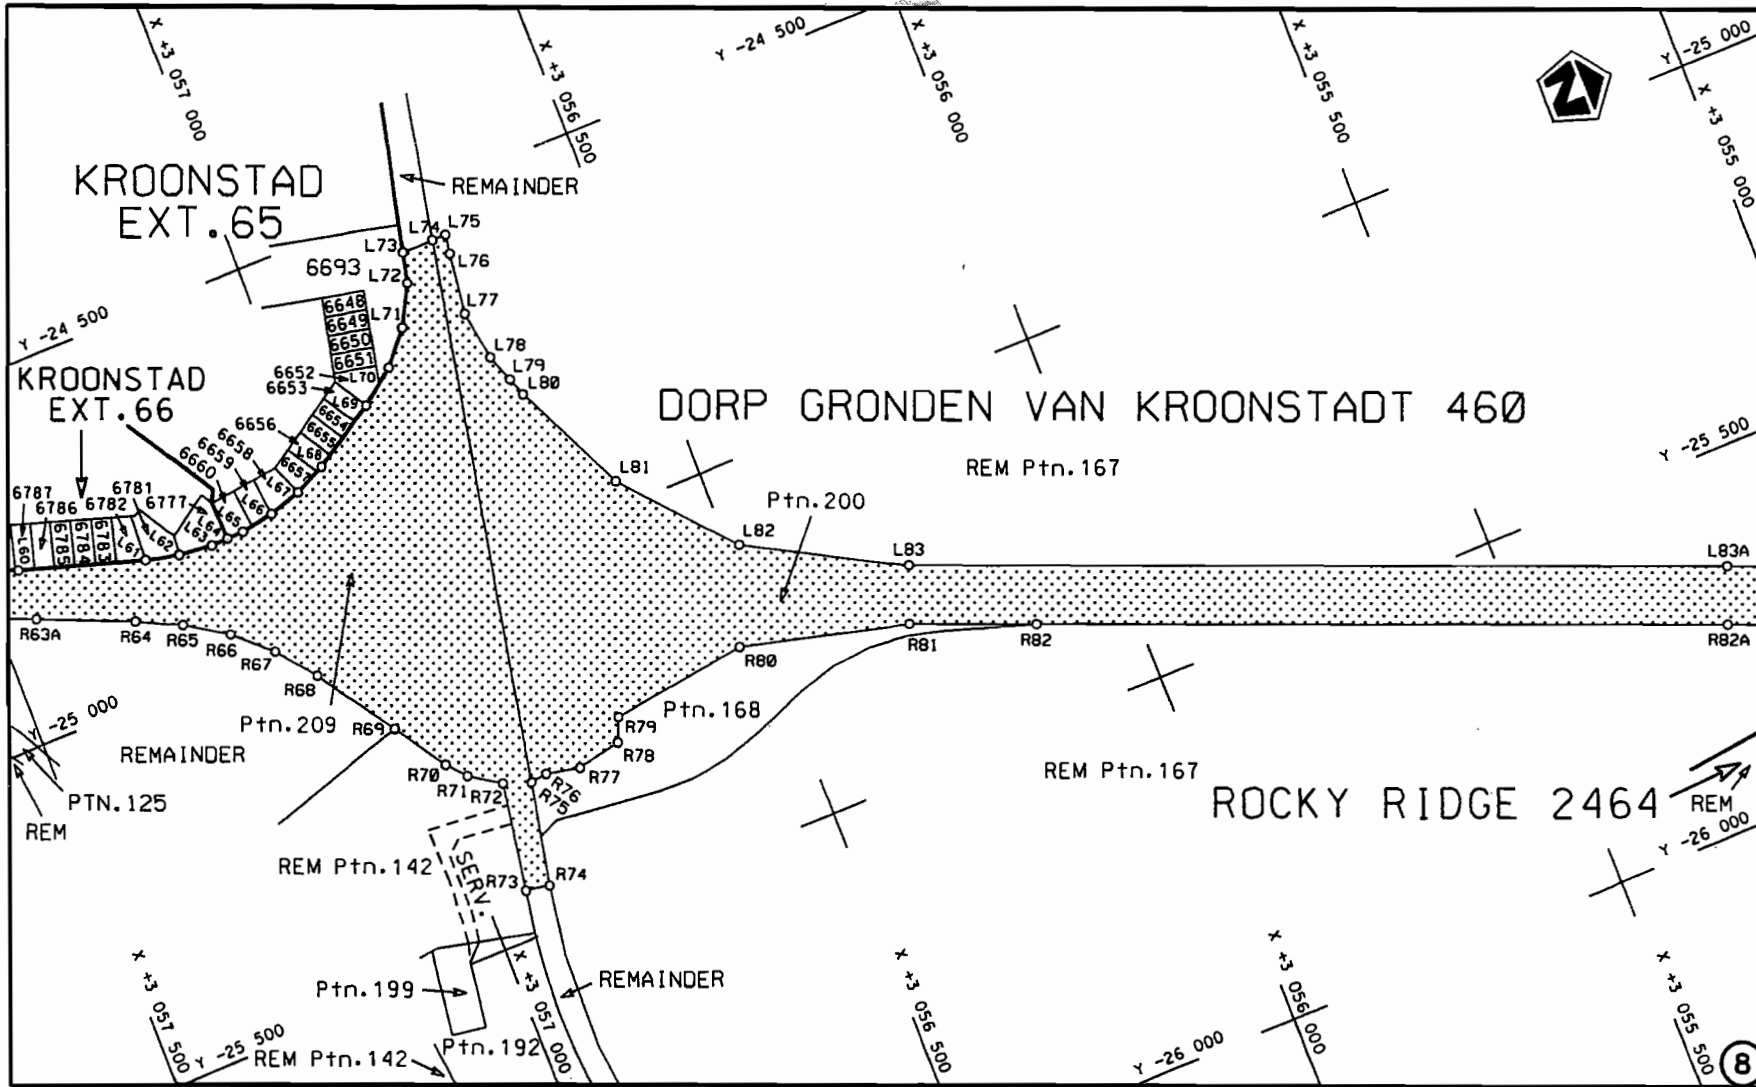 X +3 057 000
X +3 056 500
Y -24 500
X +3 056 000
X +3 055 500
Y -25 000
X +3 055 000
KROONSTAD
EXT.65
REMAINDER
L73
L74
L75
L76
L72
6693
L77
L71
6648
6649
6650
6651
6652
L70
6653
L69
6654
6655
6656
L68
6657
L67
L78
L79
L80
Y -24 500
KROONSTAD
EXT.66
6658
6659
6660
L66
L65
L64
L63
6777
6781
6782
6786
6787
L60
6785
6784
6783
L61
L62
DORP GRONDEN VAN KROONSTADT 460
REM Ptn.167
Y -25 500
L81
Ptn.200
L82
L83
L83A
R63A
R64
R65
R66
R67
R68
R69
R70
R71
R72
R75
R76
R77
R78
R79
R80
R81
R82
R82A
Ptn.209
Ptn.168
Y -25 000
REMAINDER
PTN.125
REM
REM Ptn.167
ROCKY RIDGE 2464
REM
Y -26 000
REM Ptn.142
SERV.
R73
R74
Ptn.199
REMAINDER
Ptn.192
REM Ptn.142
X +3 057 500
Y -25 500
X +3 057 000
X +3 056 500
Y -26 000
X +3 056 000
X +3 055 500
8